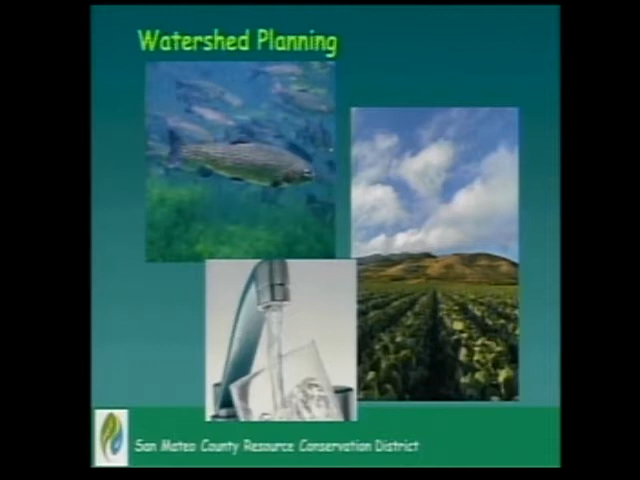 Watershed Planning
San Mateo County Resource Conservation District